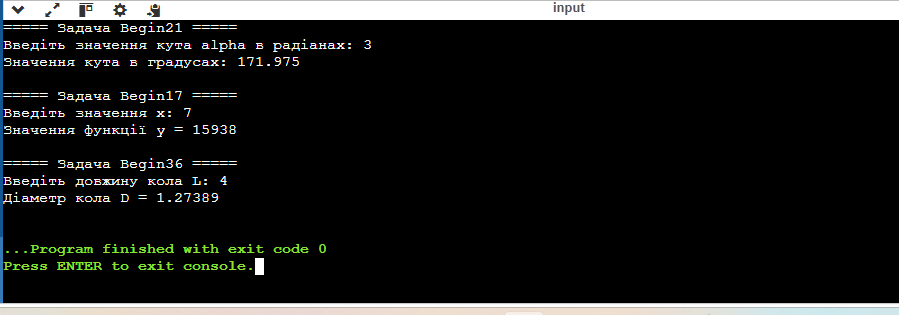 input
===== Задача Begin21 =====
Введіть значення кута alpha в радіанах: 3
Значення кута в градусах: 171.975
===== Задача Begin17 =====
Введіть значення x: 7
Значення функції y = 15938
===== Задача Begin36 =====
Введіть довжину кола L: 4
Діаметр кола D = 1.27389
...Program finished with exit code 0
Press ENTER to exit console.